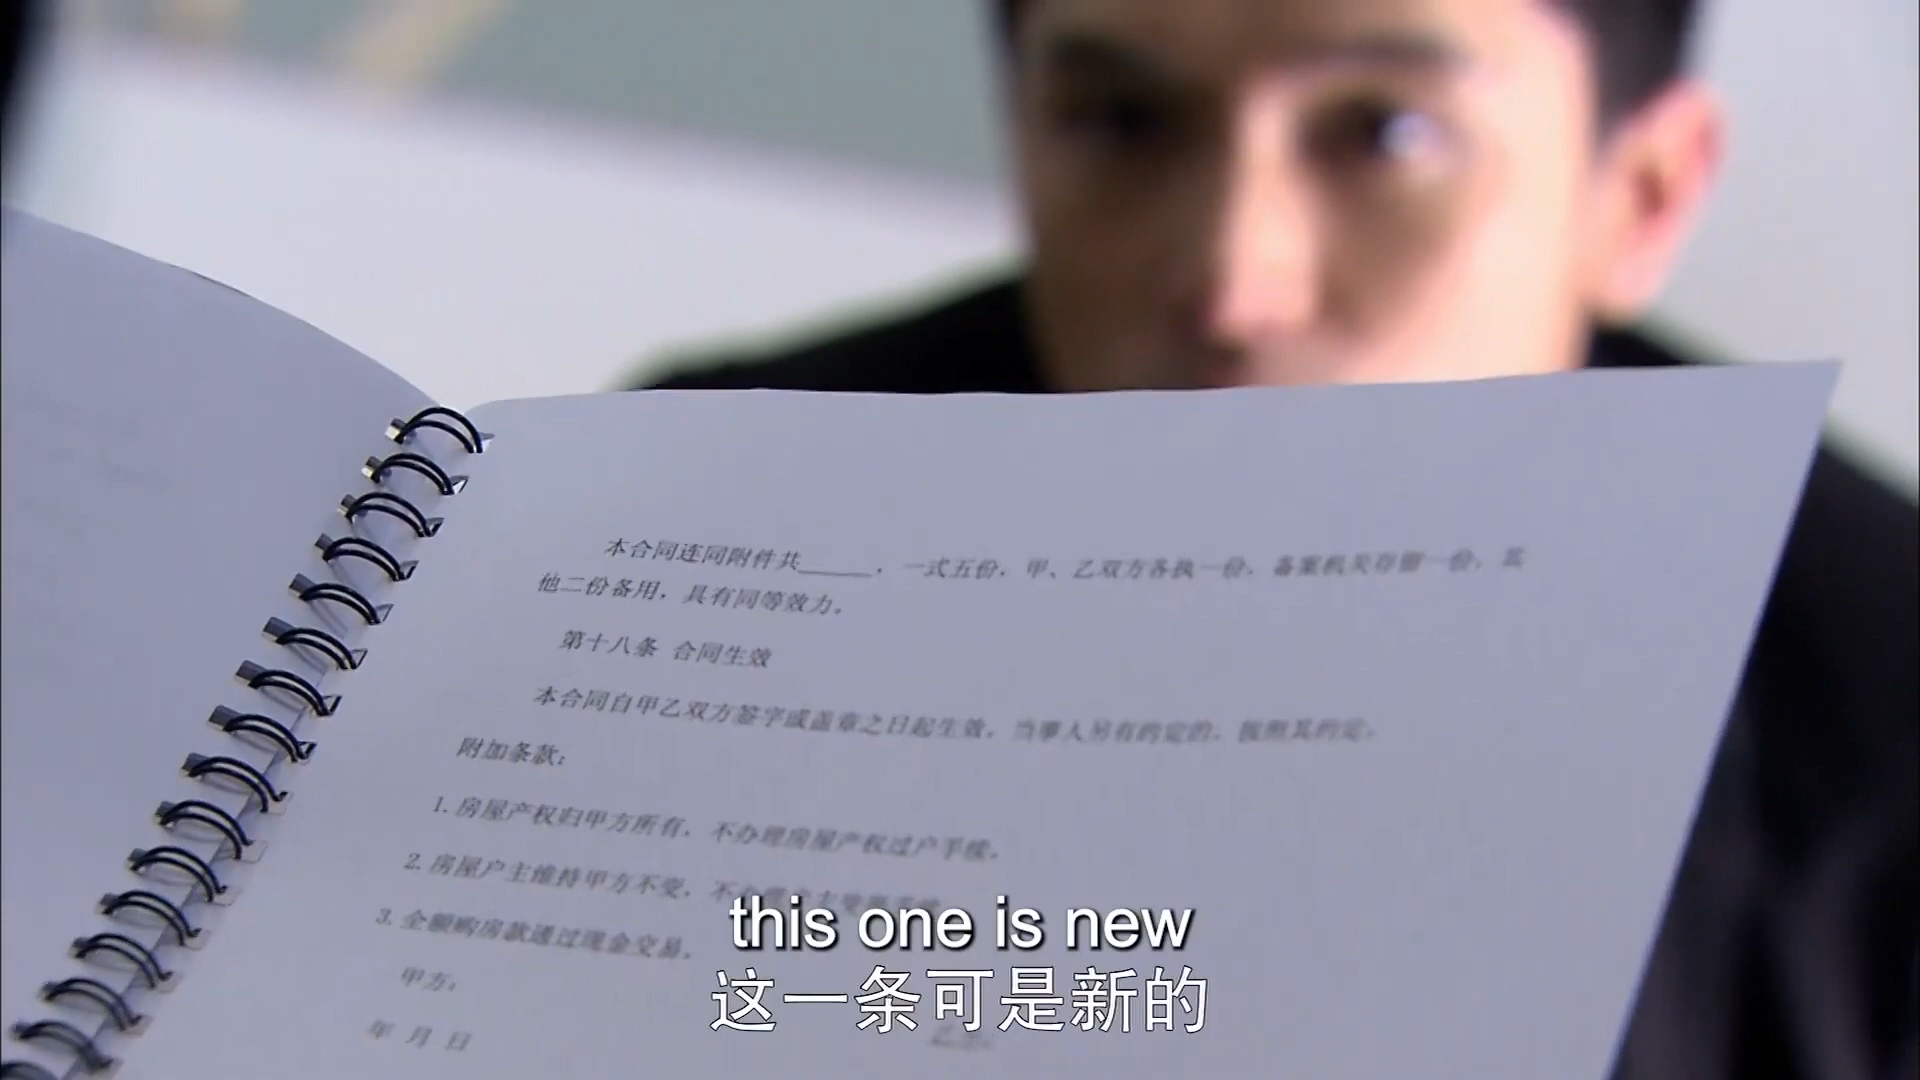 本合同连同附件共_____，一式五份，甲、乙双方各执一份，备案机关存留一份，其
他二份备用，具有同等效力。
第十八条 合同生效
本合同自甲乙双方签字或盖章之日起生效。当事人另有约定的，按照其约定。
附加条款：
1. 房屋产权归甲方所有，不办理房屋产权过户手续。
2. 房屋户主维持甲方不变，不办理
3. 全额购房款通过现金交易。
甲方：
年 月 日
this one is new
这一条可是新的